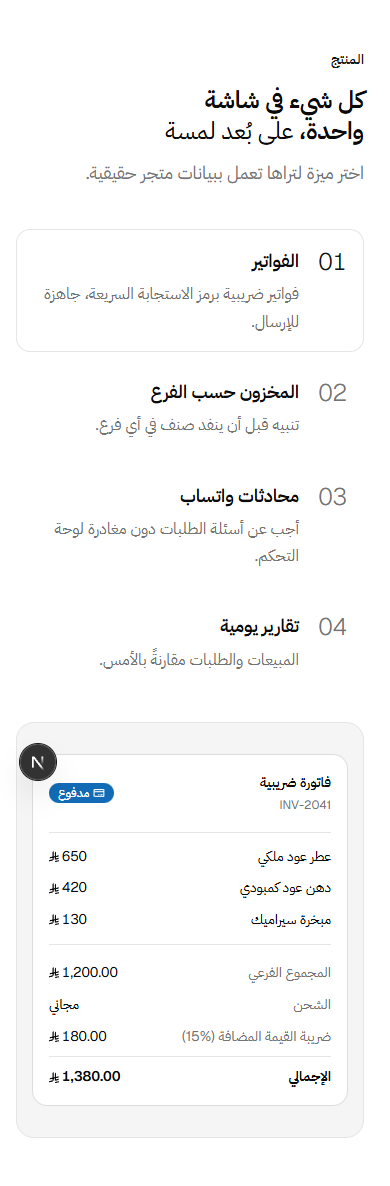 المنتج
كل شيء في شاشة
واحدة، على بُعد لمسة
اختر ميزة لتراها تعمل ببيانات متجر حقيقية.
01 الفواتير
فواتير ضريبية برمز الاستجابة السريعة، جاهزة
للإرسال.
02 المخزون حسب الفرع
تنبيه قبل أن ينفد صنف في أي فرع.
03 محادثات واتساب
أجب عن أسئلة الطلبات دون مغادرة لوحة
التحكم.
04 تقارير يومية
المبيعات والطلبات مقارنةً بالأمس.
N
فاتورة ضريبية
مدفوع
INV-2041
عطر عود ملكي 650 ⃁
دهن عود كمبودي 420 ⃁
مبخرة سيراميك 130 ⃁
المجموع الفرعي 1,200.00 ⃁
الشحن مجاني
ضريبة القيمة المضافة (15%) 180.00 ⃁
الإجمالي 1,380.00 ⃁